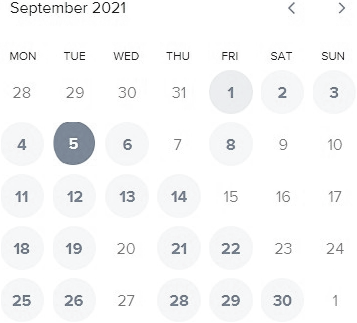 September 2021
MON TUE WED THU FRI SAT SUN
28 29 30 31 1 2 3
4 5 6 7 8 9 10
11 12 13 14 15 16 17
18 19 20 21 22 23 24
25 26 27 28 29 30 1